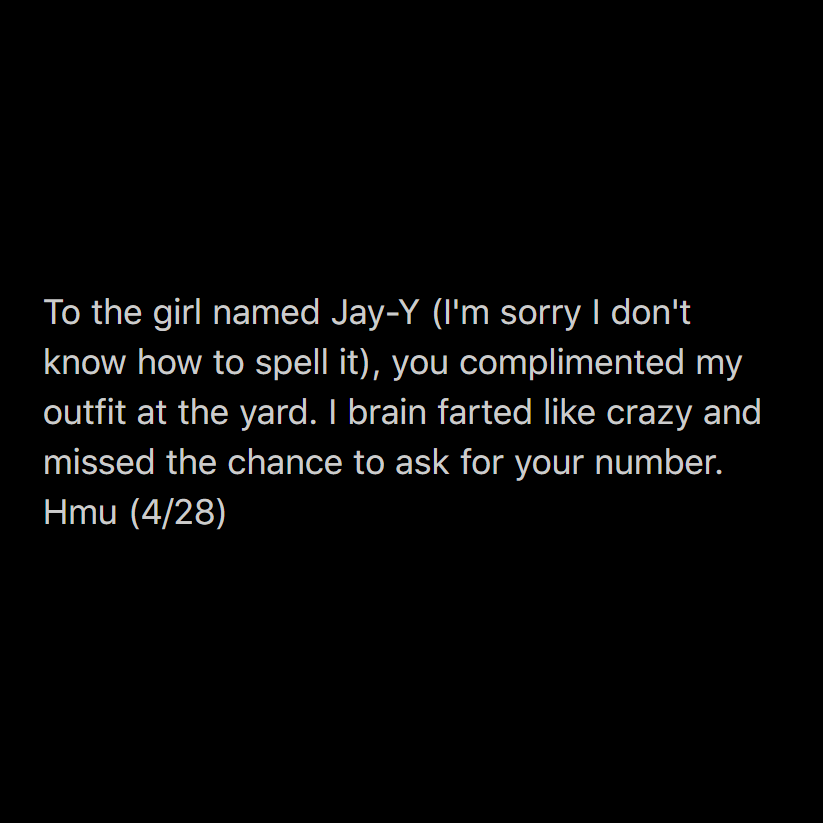 To the girl named Jay-Y (I'm sorry I don't
know how to spell it), you complimented my
outfit at the yard. I brain farted like crazy and
missed the chance to ask for your number.
Hmu (4/28)